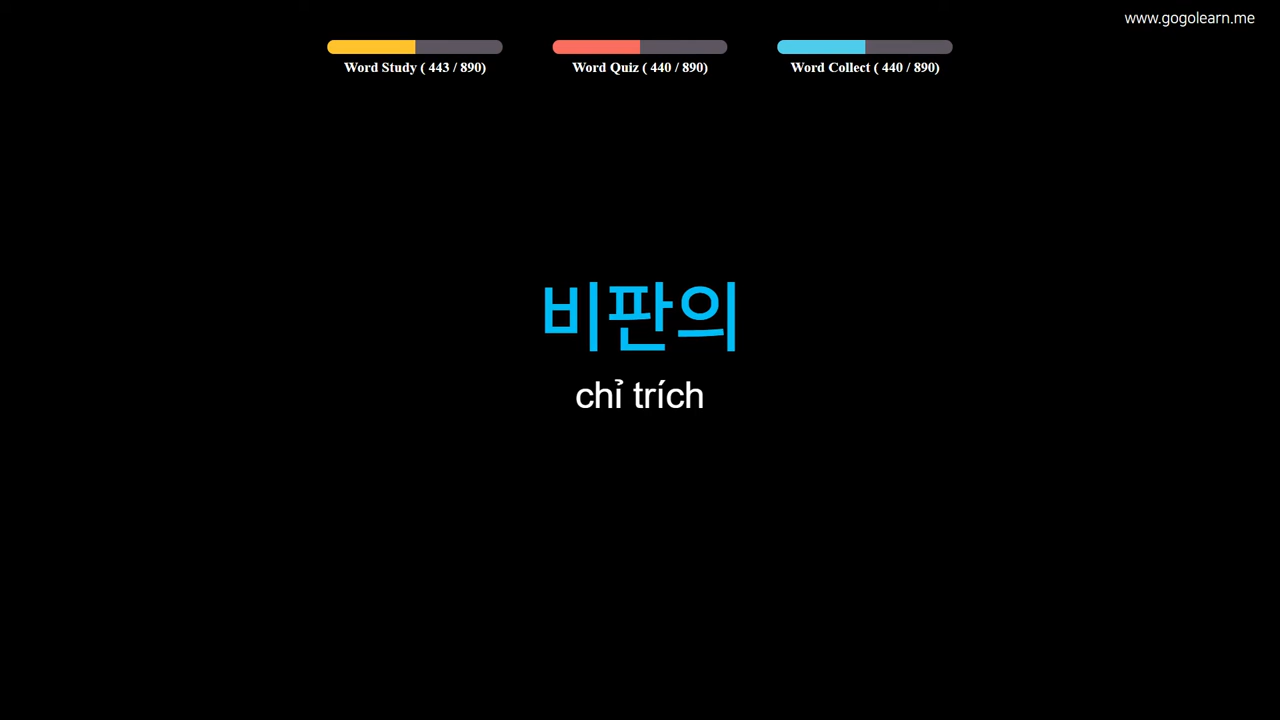 www.gogolearn.me
Word Study ( 443 / 890)
Word Quiz ( 440 / 890)
Word Collect ( 440 / 890)
비판의
chỉ trích